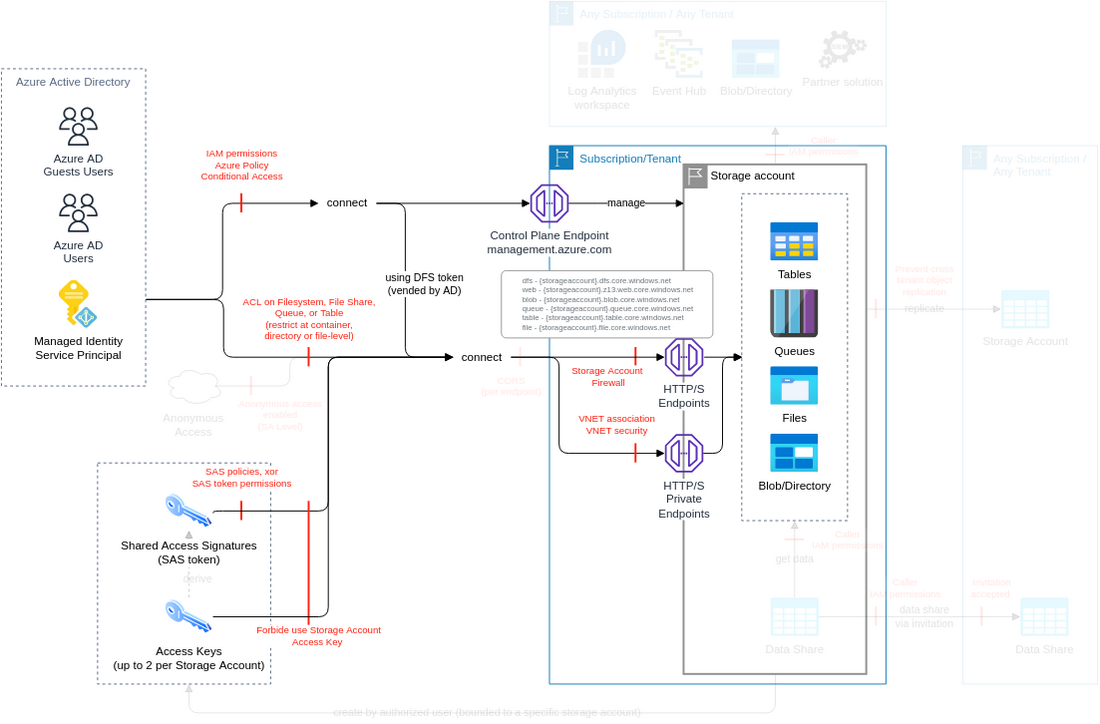 Any Subscription / Any Tenant
Log Analytics
workspace
Event Hub
Blob/Directory
Partner solution
SIEM
Caller
IAM permissions
Azure Active Directory
Azure AD
Guests Users
Azure AD
Users
Managed Identity
Service Principal
IAM permissions
Azure Policy
Conditional Access
connect
using DFS token
(vended by AD)
ACL on Filesystem, File Share,
Queue, or Table
(restrict at container,
directory or file-level)
Anonymous
Access
Anonymous access
enabled
(SA Level)
SAS policies, xor
SAS token permissions
Shared Access Signatures
(SAS token)
derive
Access Keys
(up to 2 per Storage Account)
Forbide use Storage Account
Access Key
create by authorized user (bounded to a specific storage account)
connect
CORS
(per endpoint)
Subscription/Tenant
Storage account
Control Plane Endpoint
management.azure.com
manage
dfs - {storageaccount}.dfs.core.windows.net
web - {storageaccount}.z13.web.core.windows.net
blob - {storageaccount}.blob.core.windows.net
queue - {storageaccount}.queue.core.windows.net
table - {storageaccount}.table.core.windows.net
file - {storageaccount}.file.core.windows.net
Storage Account
Firewall
HTTP/S
Endpoints
VNET association
VNET security
HTTP/S
Private
Endpoints
Tables
Queues
Files
Blob/Directory
Caller
IAM permissions
get data
Data Share
Caller
IAM permissions
data share
via invitation
Invitation
accepted
Any Subscription /
Any Tenant
Prevent cross
tenant object
replication
replicate
Storage Account
Data Share